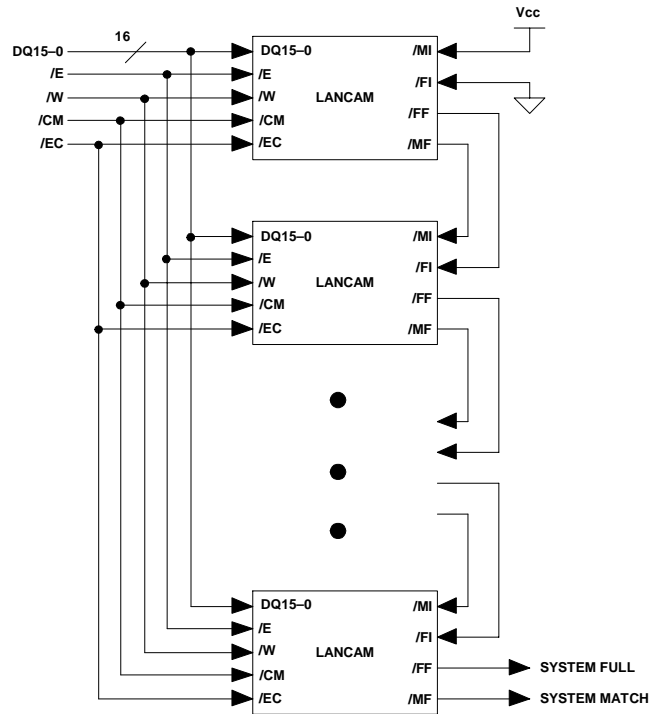 Vcc
16
DQ15–0
/E
/W
/CM
/EC
DQ15–0
/E
/W
/CM
/EC
LANCAM
/MI
/FI
/FF
/MF
DQ15–0
/E
/W
/CM
/EC
LANCAM
/MI
/FI
/FF
/MF
DQ15–0
/E
/W
/CM
/EC
LANCAM
/MI
/FI
/FF
/MF
SYSTEM FULL
SYSTEM MATCH